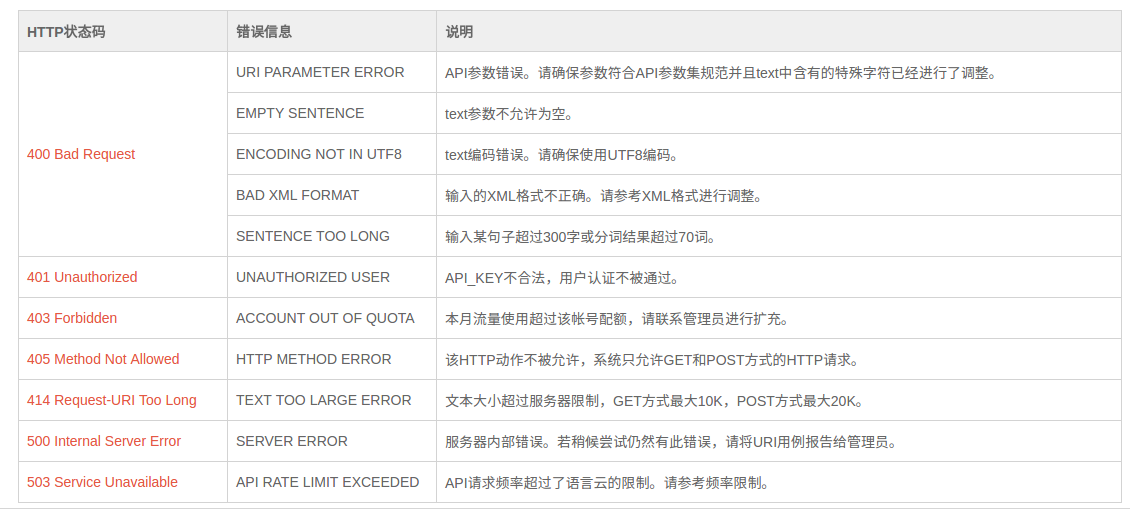 HTTP状态码 错误信息 说明
URI PARAMETER ERROR API参数错误。请确保参数符合API参数集规范并且text中含有的特殊字符已经进行了调整。
EMPTY SENTENCE text参数不允许为空。
400 Bad Request ENCODING NOT IN UTF8 text编码错误。请确保使用UTF8编码。
BAD XML FORMAT 输入的XML格式不正确。请参考XML格式进行调整。
SENTENCE TOO LONG 输入某句子超过300字或分词结果超过70词。
401 Unauthorized UNAUTHORIZED USER API_KEY不合法，用户认证不被通过。
403 Forbidden ACCOUNT OUT OF QUOTA 本月流量使用超过该帐号配额，请联系管理员进行扩充。
405 Method Not Allowed HTTP METHOD ERROR 该HTTP动作不被允许，系统只允许GET和POST方式的HTTP请求。
414 Request-URI Too Long TEXT TOO LARGE ERROR 文本大小超过服务器限制，GET方式最大10K，POST方式最大20K。
500 Internal Server Error SERVER ERROR 服务器内部错误。若稍候尝试仍然有此错误，请将URI用例报告给管理员。
503 Service Unavailable API RATE LIMIT EXCEEDED API请求频率超过了语言云的限制。请参考频率限制。